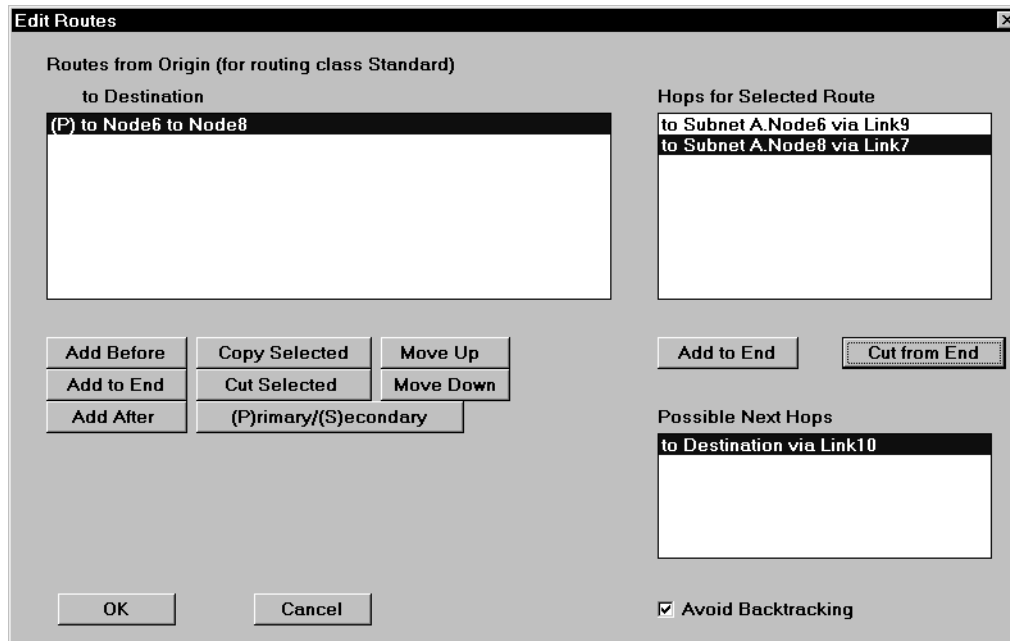 Edit Routes
Routes from Origin (for routing class Standard)
to Destination
(P) to Node6 to Node8
Hops for Selected Route
to Subnet A.Node6 via Link9
to Subnet A.Node8 via Link7
Add Before
Copy Selected
Move Up
Add to End
Cut Selected
Move Down
Add After
(P)rimary/(S)econdary
Add to End
Cut from End
Possible Next Hops
to Destination via Link10
OK
Cancel
Avoid Backtracking